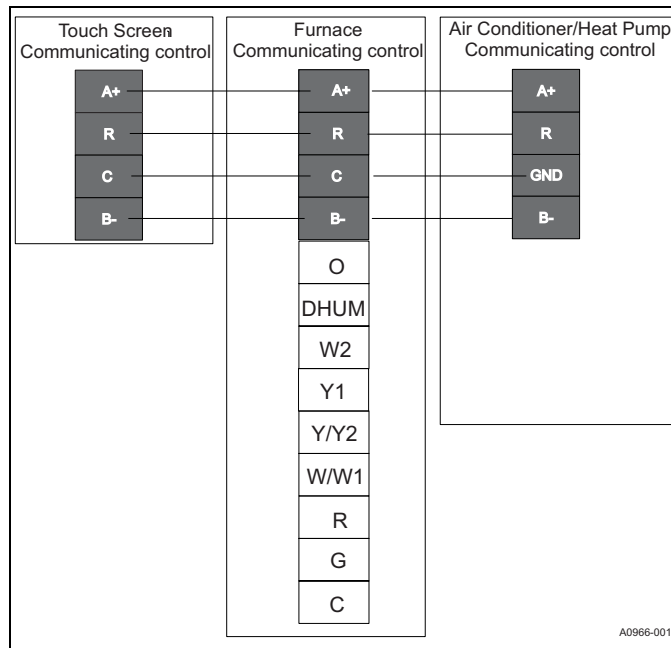 Touch Screen
Communicating control
A+
R
C
B-
Furnace
Communicating control
A+
R
C
B-
O
DHUM
W2
Y1
Y/Y2
W/W1
R
G
C
Air Conditioner/Heat Pump
Communicating control
A+
R
GND
B-
A0966-001